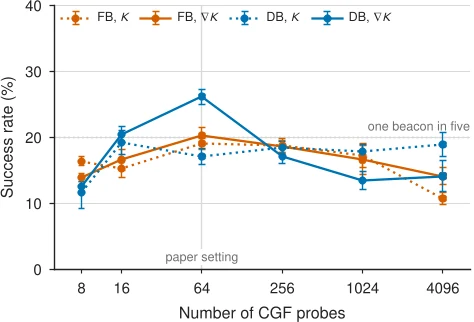 40
FB, K FB, ∇K DB, K DB, ∇K
30
20
one beacon in five
10
paper setting
0
8 16 64 256 1024 4096
Success rate (%)
Number of CGF probes